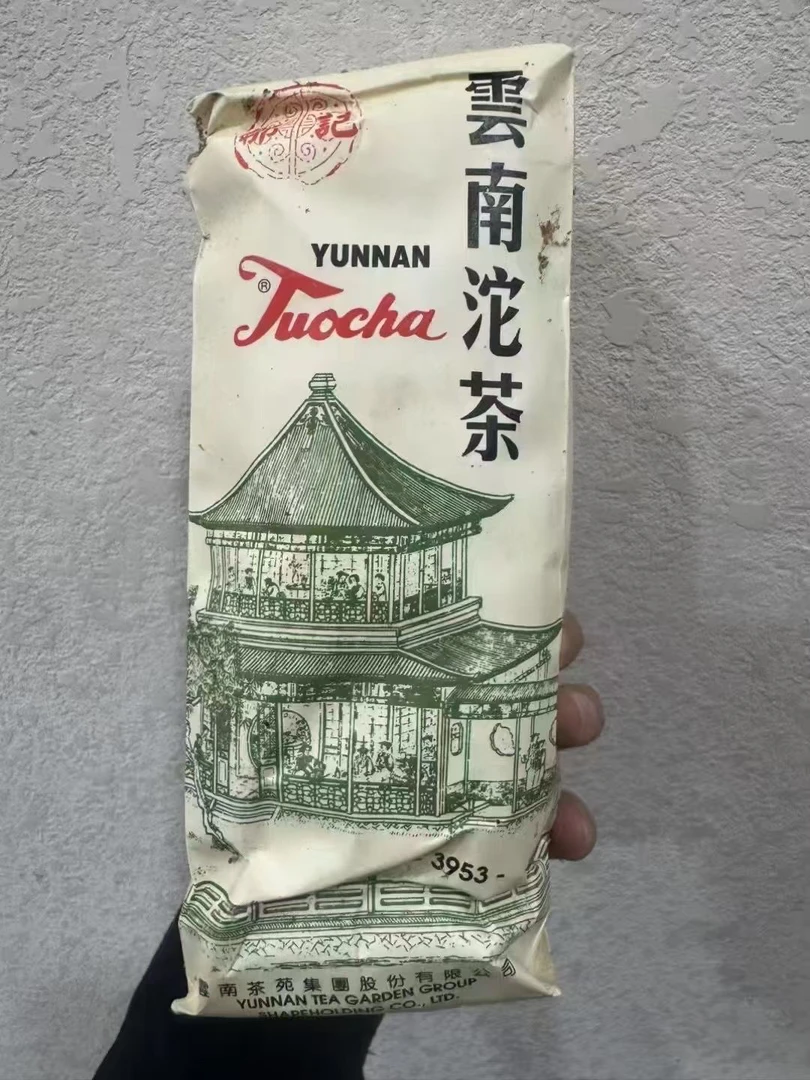 記
雲南沱茶
YUNNAN
®
Tuocha
3953 -
雲南茶苑集團股份有限公司
YUNNAN TEA GARDEN GROUP
SHAREHOLDING CO., LTD.